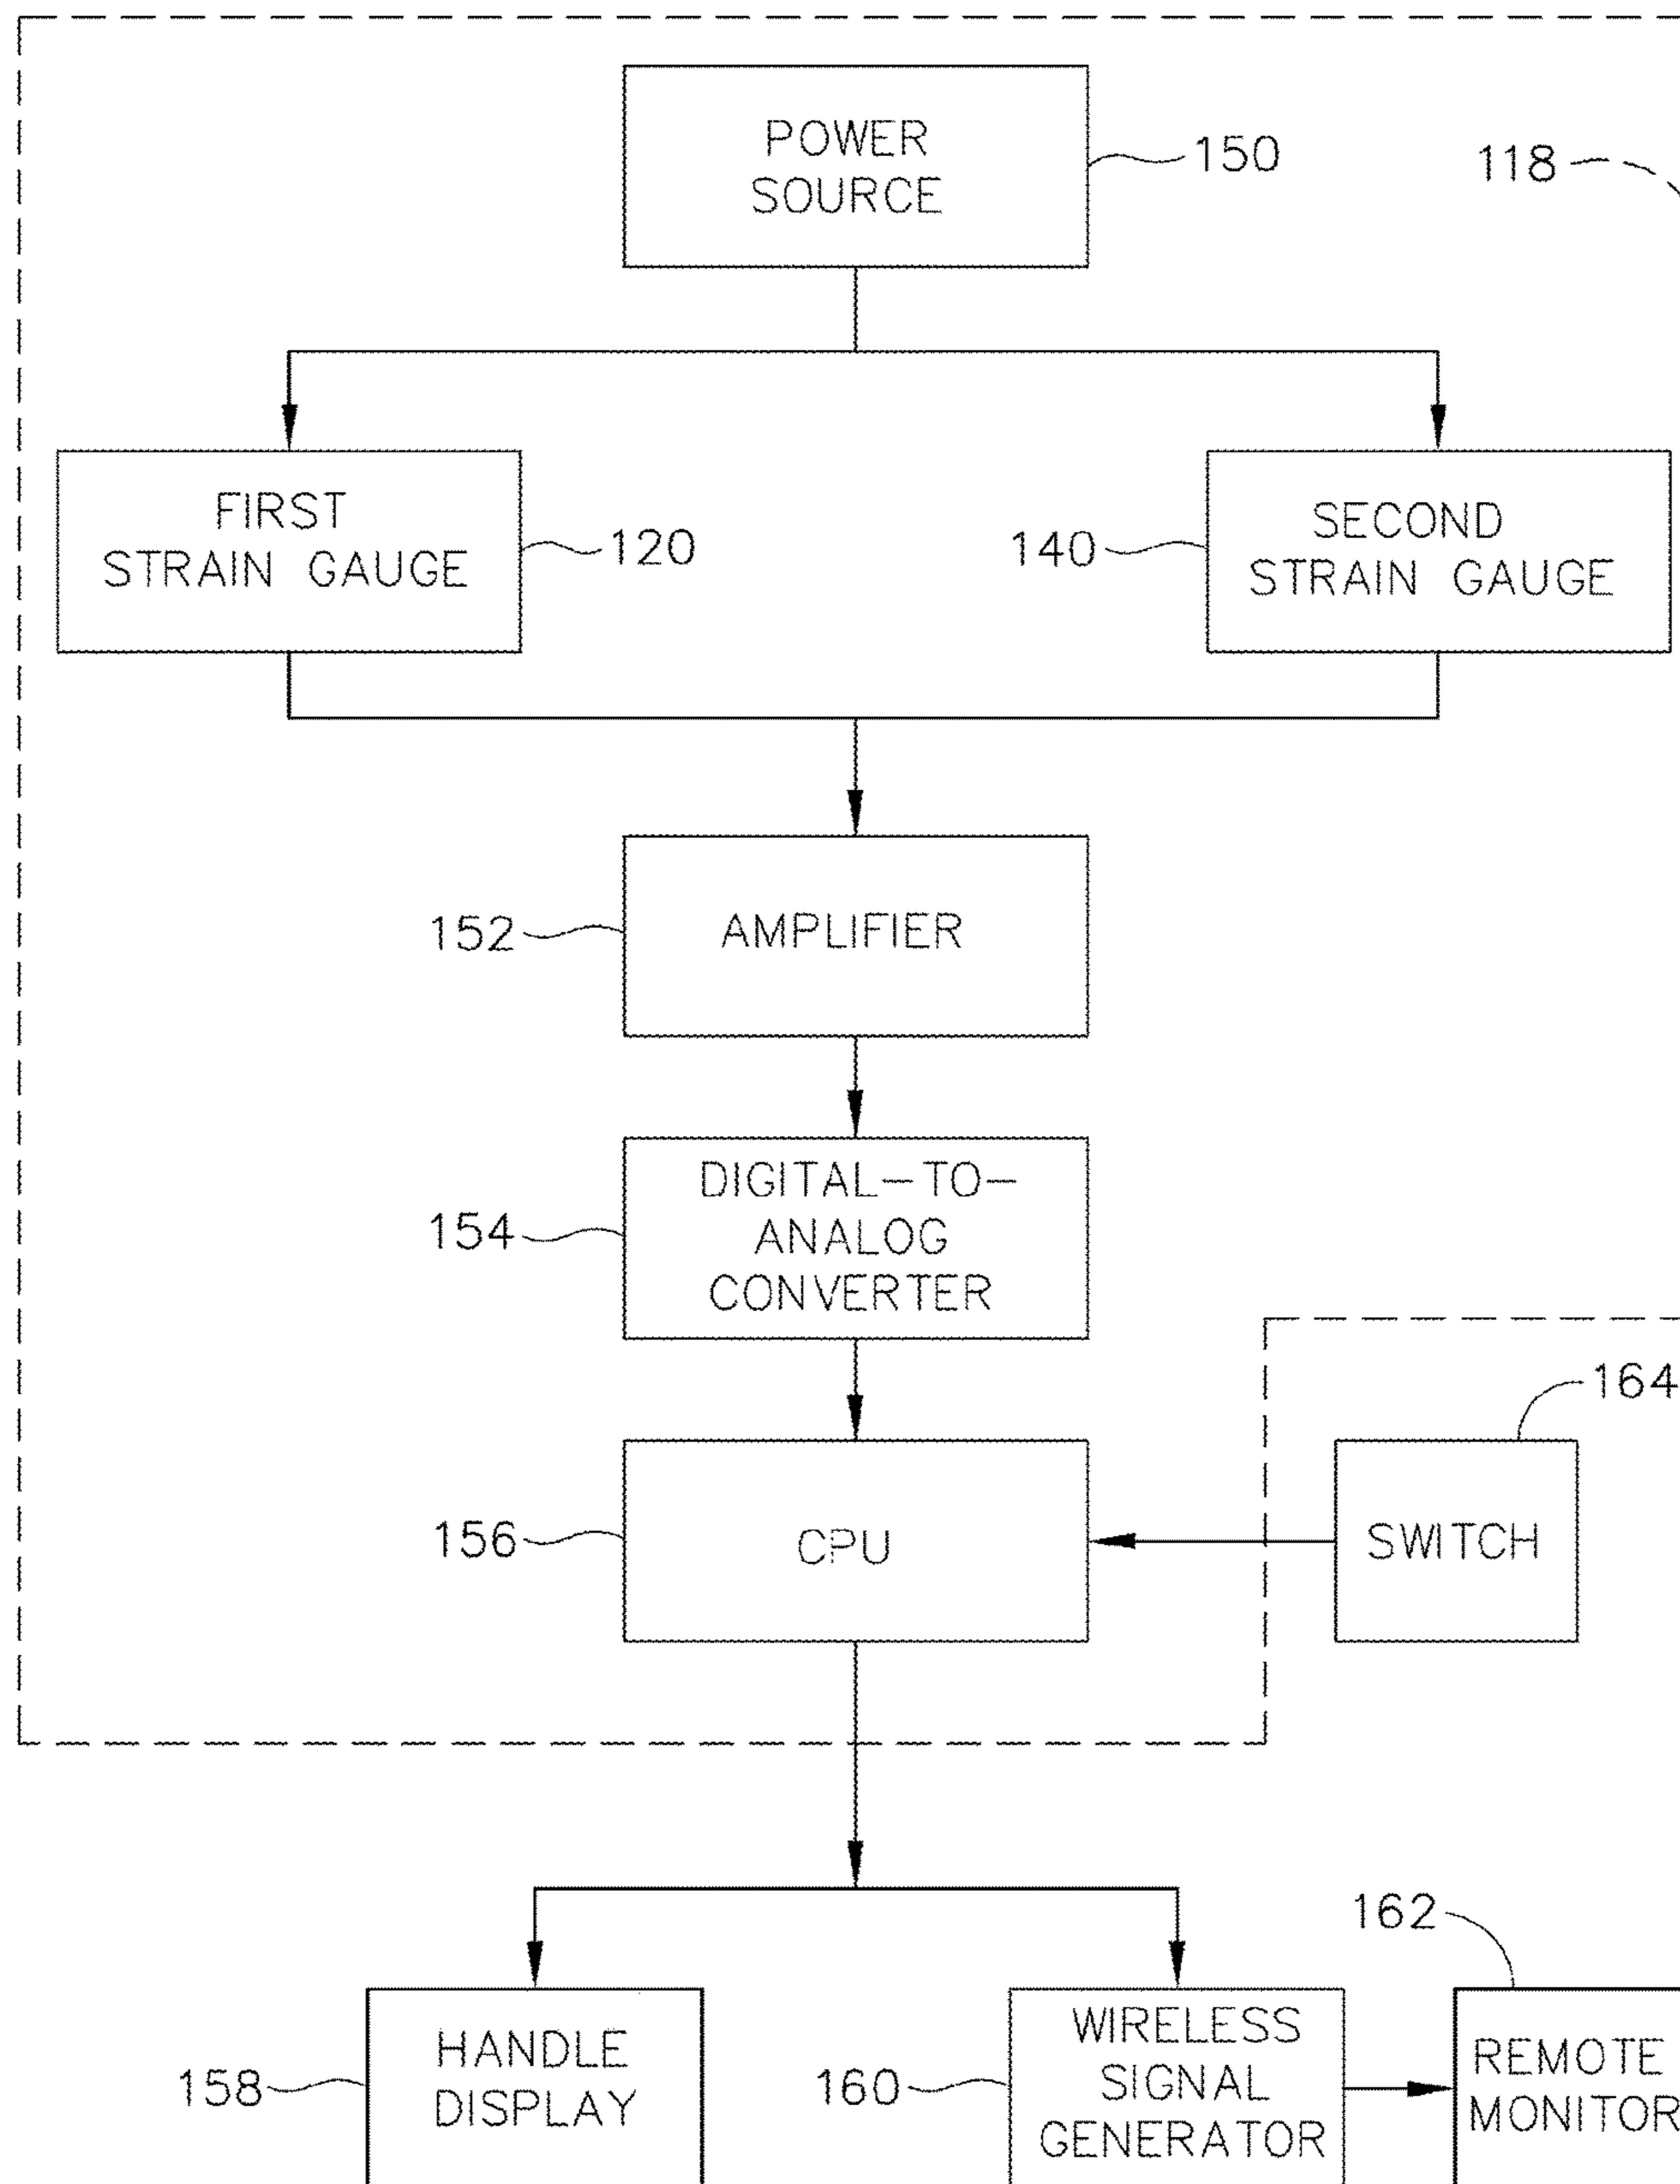 POWER
SOURCE
150
118
FIRST
STRAIN GAUGE
120
140
SECOND
STRAIN GAUGE
152
AMPLIFIER
154
DIGITAL-TO-
ANALOG
CONVERTER
164
156
CPU
SWITCH
162
158
HANDLE
DISPLAY
160
WIRELESS
SIGNAL
GENERATOR
REMOTE
MONITOR